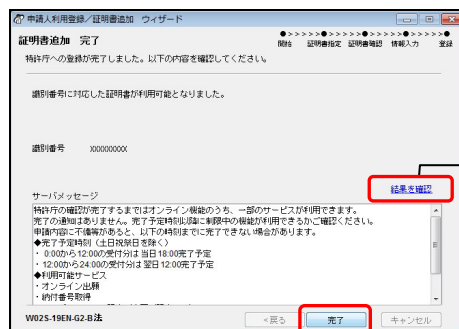 申請人利用登録／証明書追加　ウィザード
証明書追加　完了
●>>>>>●>>>>>●>>>>>●>>>>>●
開始　証明書指定　証明書確認　情報入力　登録
特許庁への登録が完了しました。以下の内容を確認してください。
識別番号に対応した証明書が利用可能となりました。
識別番号　XXXXXXXXX
結果を確認
サーバメッセージ
特許庁の確認が完了するまではオンライン機能のうち、一部のサービスが利用できます。
完了の通知はありません。完了予定時刻以降に制限中の機能が利用できるかご確認ください。
申請内容に不備等があると、以下の時刻までに完了できない場合があります。
◆完了予定時刻（土日祝祭日を除く）
・ 0:00から12:00の受付分は 当日18:00完了予定
・ 12:00から24:00の受付分は 翌日12:00完了予定
◆利用可能サービス
・オンライン出願
・納付番号取得
W02S-19EN-G2-B法
<戻る　完了　キャンセル